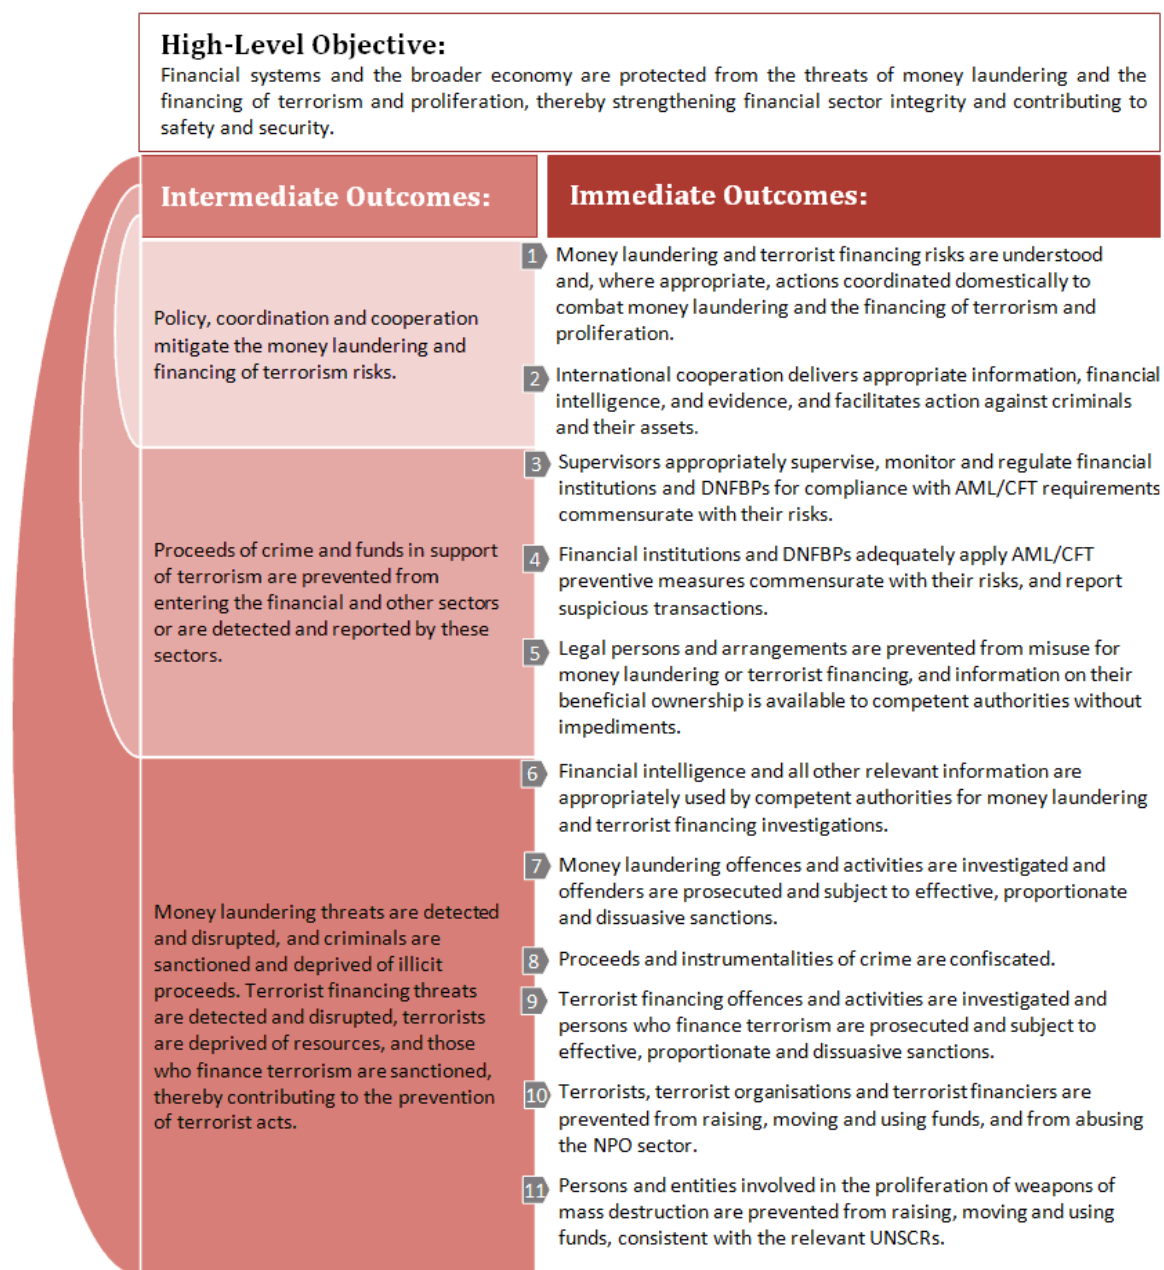 High-Level Objective:
Financial systems and the broader economy are protected from the threats of money laundering and the
financing of terrorism and proliferation, thereby strengthening financial sector integrity and contributing to
safety and security.
Intermediate Outcomes:
Immediate Outcomes:
Policy, coordination and cooperation
mitigate the money laundering and
financing of terrorism risks.
1 Money laundering and terrorist financing risks are understood
and, where appropriate, actions coordinated domestically to
combat money laundering and the financing of terrorism and
proliferation.
2 International cooperation delivers appropriate information, financial
intelligence, and evidence, and facilitates action against criminals
and their assets.
Proceeds of crime and funds in support
of terrorism are prevented from
entering the financial and other sectors
or are detected and reported by these
sectors.
3 Supervisors appropriately supervise, monitor and regulate financial
institutions and DNFBPs for compliance with AML/CFT requirements
commensurate with their risks.
4 Financial institutions and DNFBPs adequately apply AML/CFT
preventive measures commensurate with their risks, and report
suspicious transactions.
5 Legal persons and arrangements are prevented from misuse for
money laundering or terrorist financing, and information on their
beneficial ownership is available to competent authorities without
impediments.
Money laundering threats are detected
and disrupted, and criminals are
sanctioned and deprived of illicit
proceeds. Terrorist financing threats
are detected and disrupted, terrorists
are deprived of resources, and those
who finance terrorism are sanctioned,
thereby contributing to the prevention
of terrorist acts.
6 Financial intelligence and all other relevant information are
appropriately used by competent authorities for money laundering
and terrorist financing investigations.
7 Money laundering offences and activities are investigated and
offenders are prosecuted and subject to effective, proportionate
and dissuasive sanctions.
8 Proceeds and instrumentalities of crime are confiscated.
9 Terrorist financing offences and activities are investigated and
persons who finance terrorism are prosecuted and subject to
effective, proportionate and dissuasive sanctions.
10 Terrorists, terrorist organisations and terrorist financiers are
prevented from raising, moving and using funds, and from abusing
the NPO sector.
11 Persons and entities involved in the proliferation of weapons of
mass destruction are prevented from raising, moving and using
funds, consistent with the relevant UNSCRs.